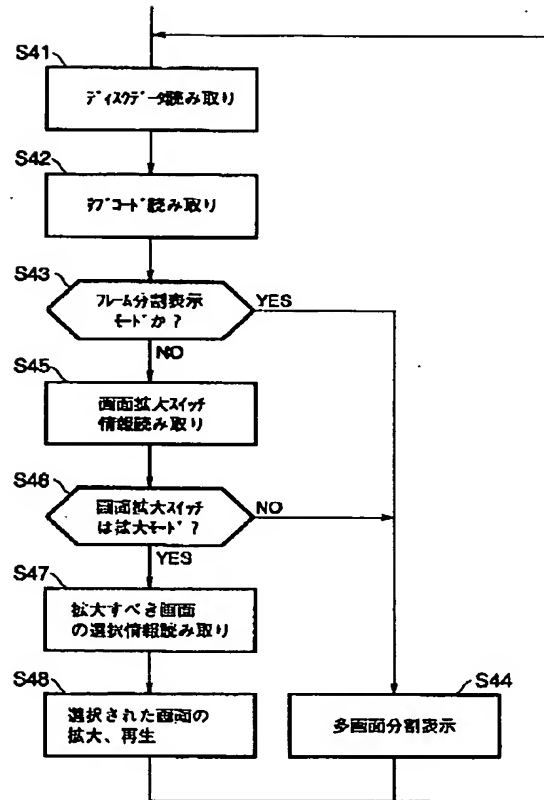 S41
ディスクデータ読み取り
S42
サブコード読み取り
S43
フレーム分割表示
モードか？
YES
NO
S45
画面拡大スイッチ
情報読み取り
S46
画面拡大スイッチ
は拡大モード？
NO
YES
S47
拡大すべき画面
の選択情報読み取り
S48
選択された画面の
拡大、再生
S44
多画面分割表示